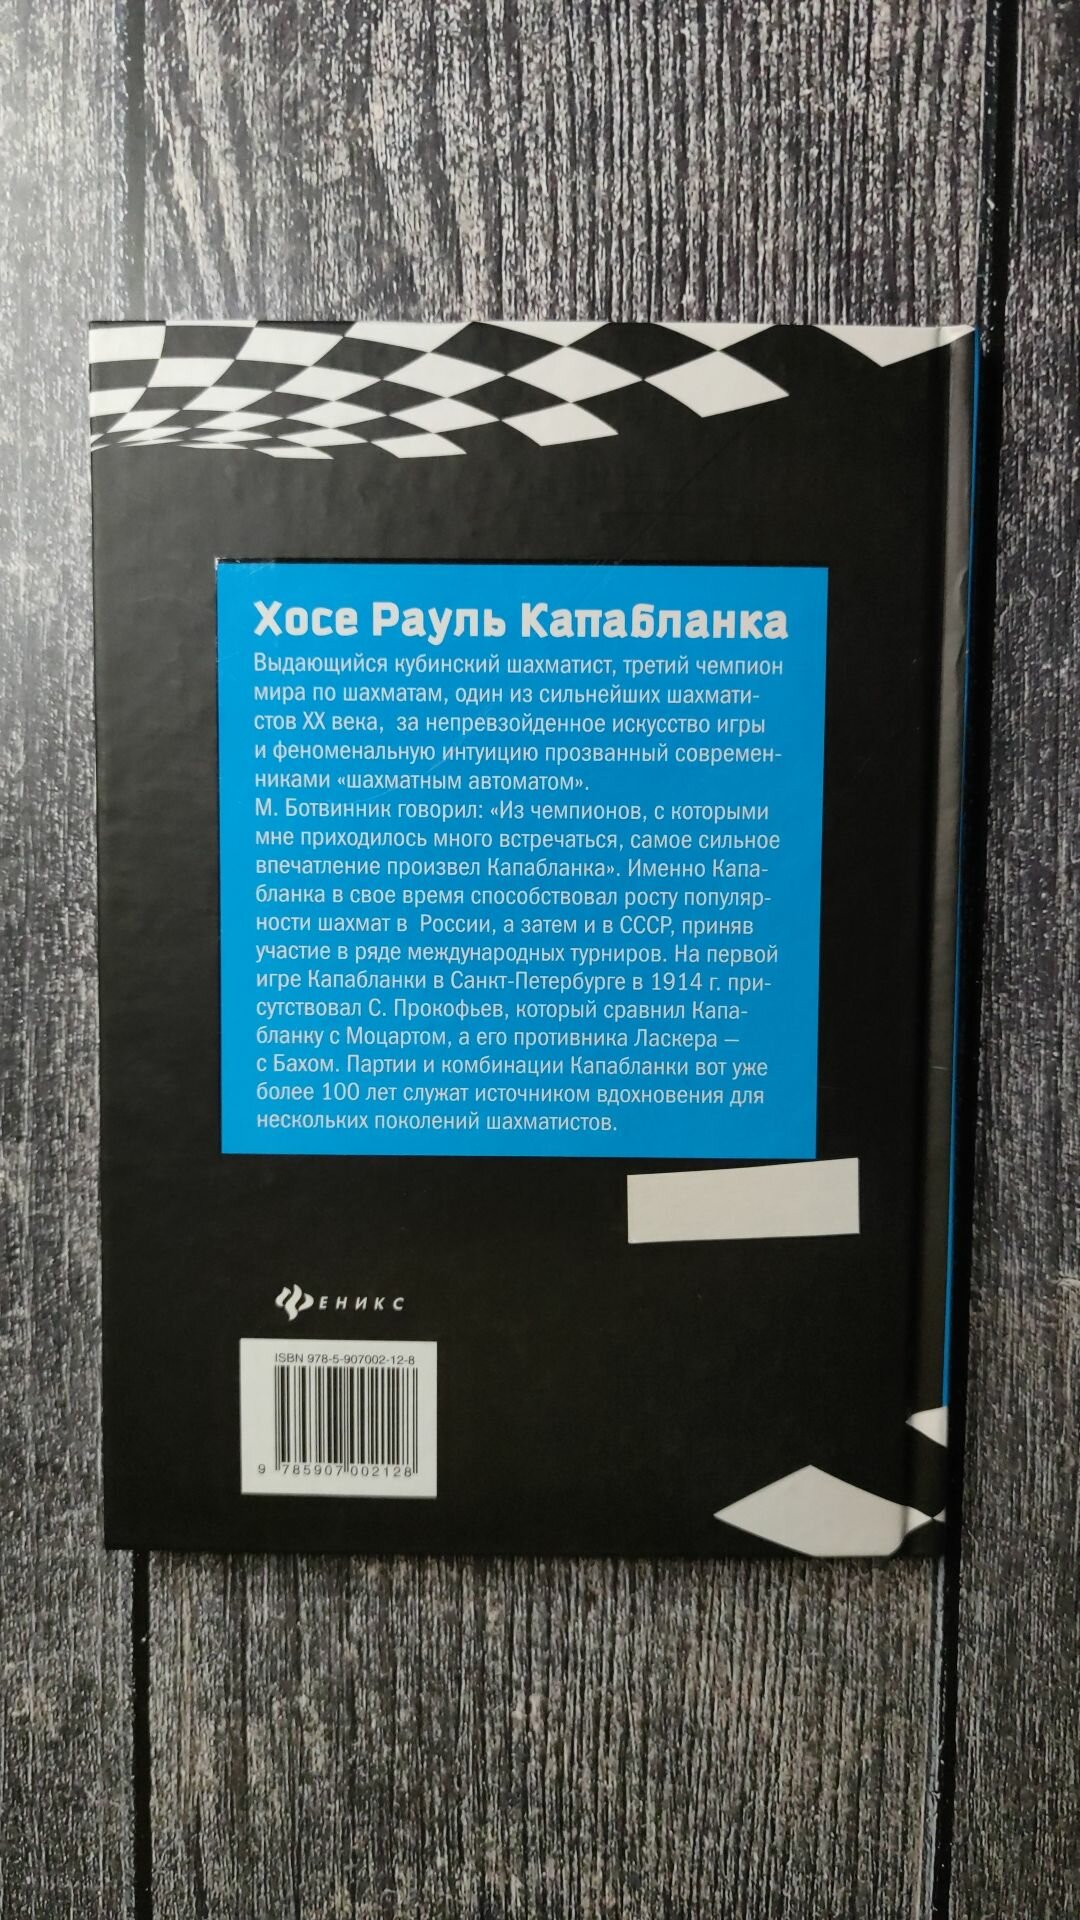 Хосе Рауль Капабланка
Выдающийся кубинский шахматист, третий чемпион
мира по шахматам, один из сильнейших шахмати-
стов XX века, за непревзойденное искусство игры
и феноменальную интуицию прозванный современ-
никами «шахматным автоматом».
М. Ботвинник говорил: «Из чемпионов, с которыми
мне приходилось много встречаться, самое сильное
впечатление произвел Капабланка». Именно Капа-
бланка в свое время способствовал росту популяр-
ности шахмат в России, а затем и в СССР, приняв
участие в ряде международных турниров. На первой
игре Капабланки в Санкт-Петербурге в 1914 г. при-
сутствовал С. Прокофьев, который сравнил Капа-
бланку с Моцартом, а его противника Ласкера —
с Бахом. Партии и комбинации Капабланки вот уже
более 100 лет служат источником вдохновения для
нескольких поколений шахматистов.
Феникс
ISBN 978-5-907002-12-8
9 785907 002128